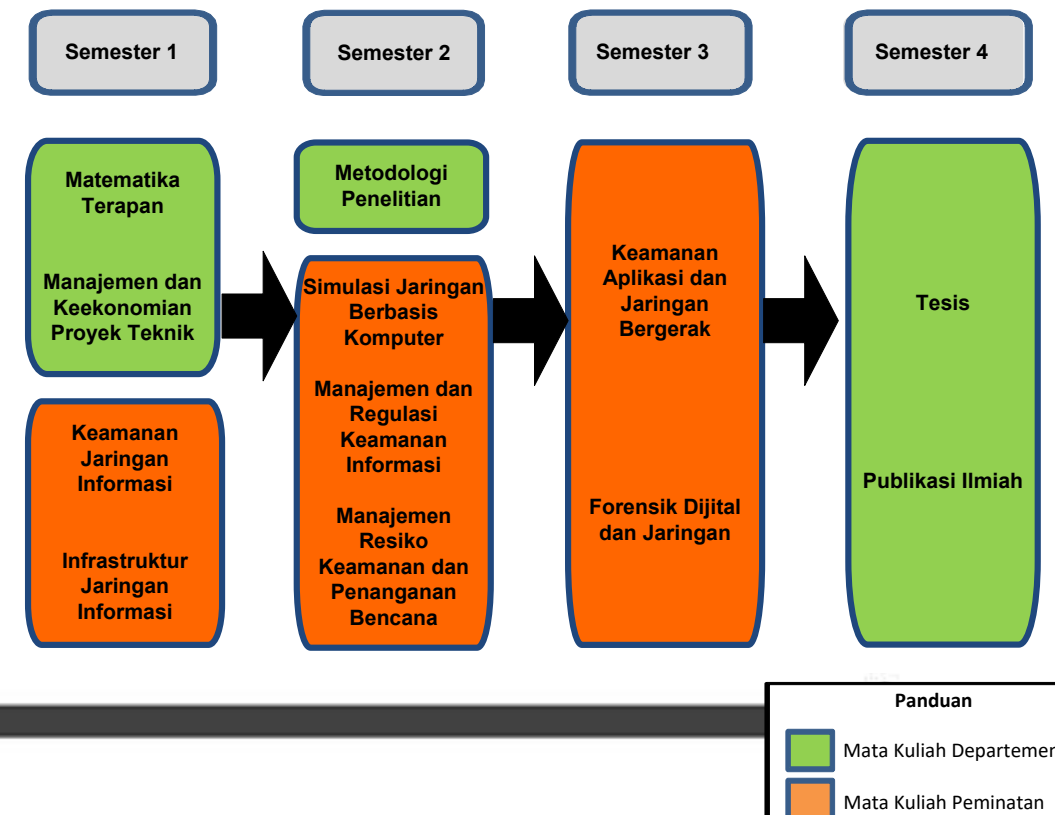 Semester 1
Semester 2
Semester 3
Semester 4
Matematika
Terapan
Manajemen dan
Keekonomian
Proyek Teknik
Keamanan
Jaringan
Informasi
Infrastruktur
Jaringan
Informasi
Metodologi
Penelitian
Simulasi Jaringan
Berbasis
Komputer
Manajemen dan
Regulasi
Keamanan
Informasi
Manajemen
Resiko
Keamanan dan
Penanganan
Bencana
Keamanan
Aplikasi dan
Jaringan
Bergerak
Forensik Dijital
dan Jaringan
Tesis
Publikasi Ilmiah
Panduan
Mata Kuliah Departemen
Mata Kuliah Peminatan